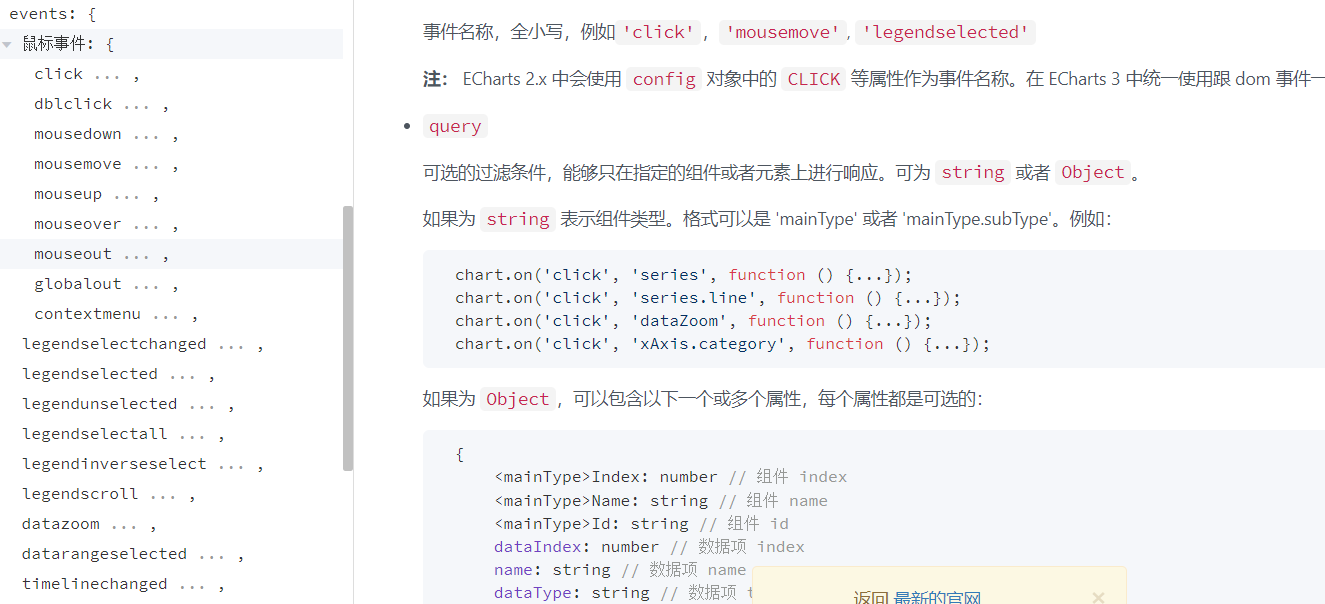 events: {
鼠标事件: {
click ... ,
dblclick ... ,
mousedown ... ,
mousemove ... ,
mouseup ... ,
mouseover ... ,
mouseout ... ,
globalout ... ,
contextmenu ... ,
legendselectchanged ... ,
legendselected ... ,
legendunselected ... ,
legendselectall ... ,
legendinverseselect ... ,
legendscroll ... ,
datazoom ... ,
datarangeselected ... ,
timelinechanged ... ,
事件名称，全小写，例如 'click' ， 'mousemove' , 'legendselected'
注： ECharts 2.x 中会使用 config 对象中的 CLICK 等属性作为事件名称。在 ECharts 3 中统一使用跟 dom 事件一
• query
可选的过滤条件，能够只在指定的组件或者元素上进行响应。可为 string 或者 Object 。
如果为 string 表示组件类型。格式可以是 'mainType' 或者 'mainType.subType'。例如：
chart.on('click', 'series', function () {...});
chart.on('click', 'series.line', function () {...});
chart.on('click', 'dataZoom', function () {...});
chart.on('click', 'xAxis.category', function () {...});
如果为 Object ，可以包含以下一个或多个属性，每个属性都是可选的：
{
<mainType>Index: number // 组件 index
<mainType>Name: string // 组件 name
<mainType>Id: string // 组件 id
dataIndex: number // 数据项 index
name: string // 数据项 name
dataType: string // 数据项
返回 最新的官网 ×